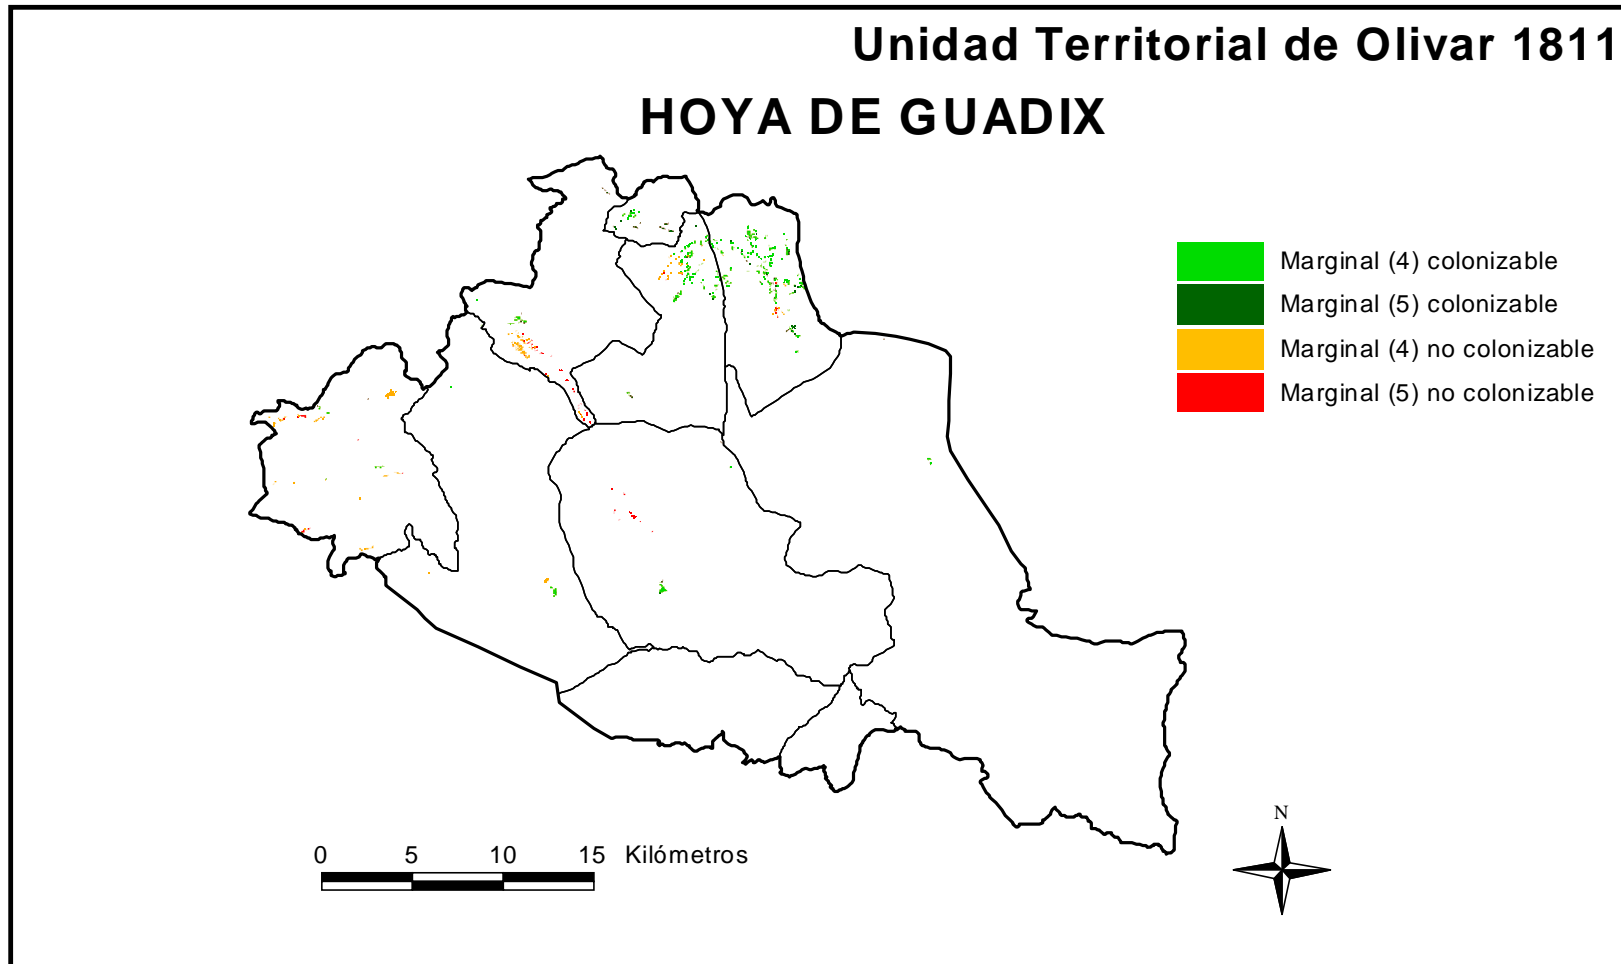 Unidad Territorial de Olivar 1811
HOYA DE GUADIX
Marginal (4) colonizable
Marginal (5) colonizable
Marginal (4) no colonizable
Marginal (5) no colonizable
N
0 5 10 15 Kilómetros